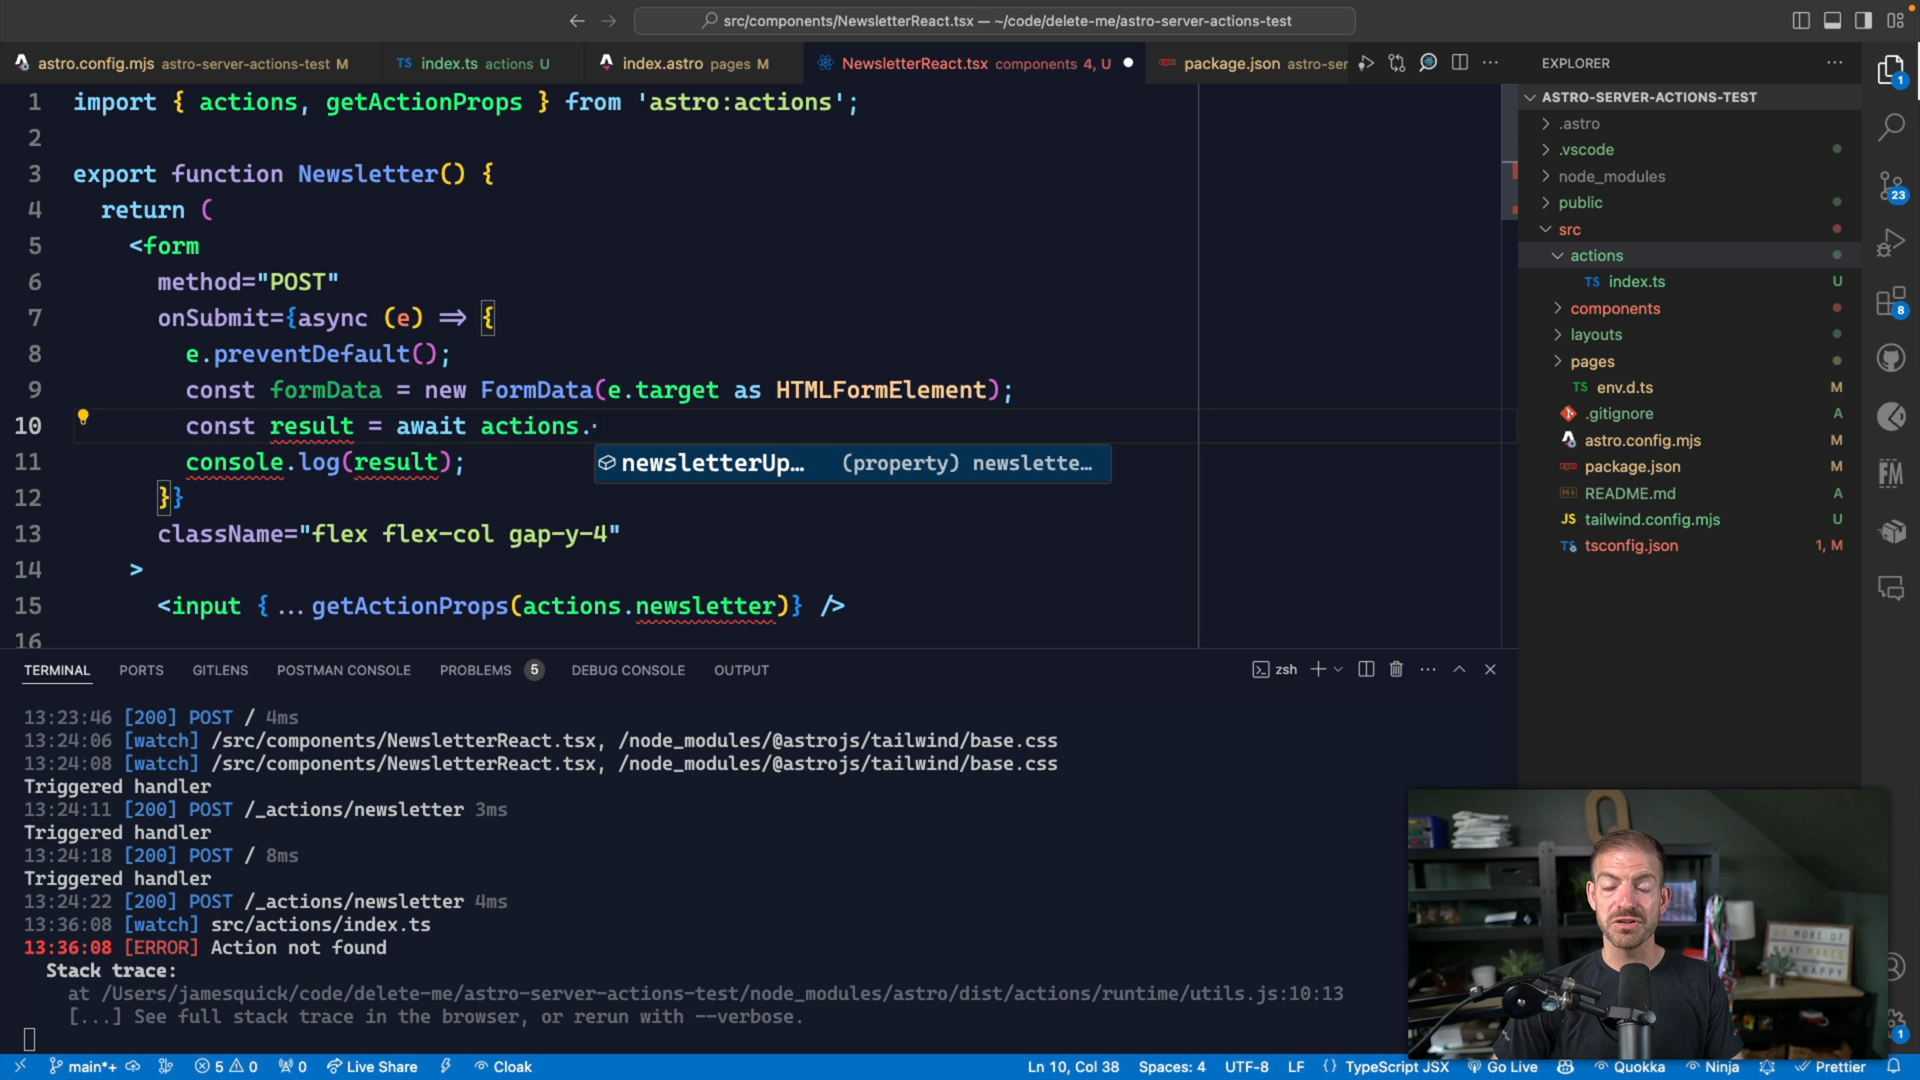 src/components/NewsletterReact.tsx — ~/code/delete-me/astro-server-actions-test
astro.config.mjs astro-server-actions-test M
TS index.ts actions U
index.astro pages M
NewsletterReact.tsx components 4, U
package.json astro-ser
EXPLORER
1 import { actions, getActionProps } from 'astro:actions';
2
3 export function Newsletter() {
4 return (
5 <form
6 method="POST"
7 onSubmit={async (e) => {
8 e.preventDefault();
9 const formData = new FormData(e.target as HTMLFormElement);
10 const result = await actions.
11 console.log(result);
newsletterUp… (property) newslette…
12 }}
13 className="flex flex-col gap-y-4"
14 >
15 <input {...getActionProps(actions.newsletter)} />
16
ASTRO-SERVER-ACTIONS-TEST
.astro
.vscode
node_modules
public
src
actions
TS index.ts U
components
layouts
pages
TS env.d.ts M
.gitignore A
astro.config.mjs M
package.json M
README.md A
JS tailwind.config.mjs U
TS tsconfig.json 1, M
1
23
8
FM
1
TERMINAL PORTS GITLENS POSTMAN CONSOLE PROBLEMS 5 DEBUG CONSOLE OUTPUT
zsh
13:23:46 [200] POST / 4ms
13:24:06 [watch] /src/components/NewsletterReact.tsx, /node_modules/@astrojs/tailwind/base.css
13:24:08 [watch] /src/components/NewsletterReact.tsx, /node_modules/@astrojs/tailwind/base.css
Triggered handler
13:24:11 [200] POST /_actions/newsletter 3ms
Triggered handler
13:24:18 [200] POST / 8ms
Triggered handler
13:24:22 [200] POST /_actions/newsletter 4ms
13:36:08 [watch] src/actions/index.ts
13:36:08 [ERROR] Action not found
Stack trace:
at /Users/jamesquick/code/delete-me/astro-server-actions-test/node_modules/astro/dist/actions/runtime/utils.js:10:13
[...] See full stack trace in the browser, or rerun with --verbose.
DO MORE OF
WHAT MAKES
HAPPY
main*+ 5 0 0 Live Share Cloak
Ln 10, Col 38 Spaces: 4 UTF-8 LF {} TypeScript JSX Go Live Quokka Ninja Prettier